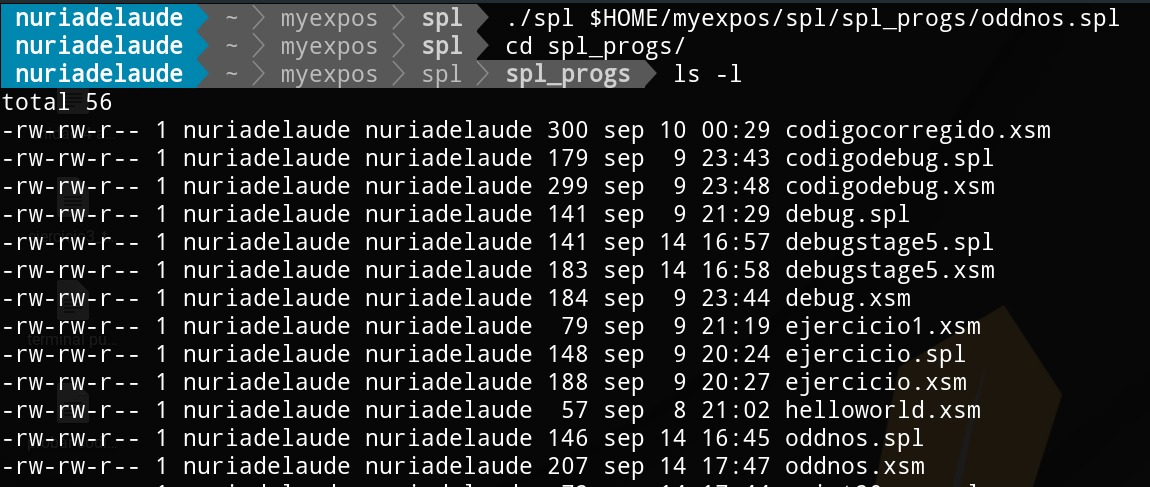 nuriadelaude ~ myexpos spl ./spl $HOME/myexpos/spl/spl_progs/oddnos.spl
nuriadelaude ~ myexpos spl cd spl_progs/
nuriadelaude ~ myexpos spl spl_progs ls -l
total 56
-rw-rw-r-- 1 nuriadelaude nuriadelaude 300 sep 10 00:29 codigocorregido.xsm
-rw-rw-r-- 1 nuriadelaude nuriadelaude 179 sep  9 23:43 codigodebug.spl
-rw-rw-r-- 1 nuriadelaude nuriadelaude 299 sep  9 23:48 codigodebug.xsm
-rw-rw-r-- 1 nuriadelaude nuriadelaude 141 sep  9 21:29 debug.spl
-rw-rw-r-- 1 nuriadelaude nuriadelaude 141 sep 14 16:57 debugstage5.spl
-rw-rw-r-- 1 nuriadelaude nuriadelaude 183 sep 14 16:58 debugstage5.xsm
-rw-rw-r-- 1 nuriadelaude nuriadelaude 184 sep  9 23:44 debug.xsm
-rw-rw-r-- 1 nuriadelaude nuriadelaude  79 sep  9 21:19 ejercicio1.xsm
-rw-rw-r-- 1 nuriadelaude nuriadelaude 148 sep  9 20:24 ejercicio.spl
-rw-rw-r-- 1 nuriadelaude nuriadelaude 188 sep  9 20:27 ejercicio.xsm
-rw-rw-r-- 1 nuriadelaude nuriadelaude  57 sep  8 21:02 helloworld.xsm
-rw-rw-r-- 1 nuriadelaude nuriadelaude 146 sep 14 16:45 oddnos.spl
-rw-rw-r-- 1 nuriadelaude nuriadelaude 207 sep 14 17:47 oddnos.xsm